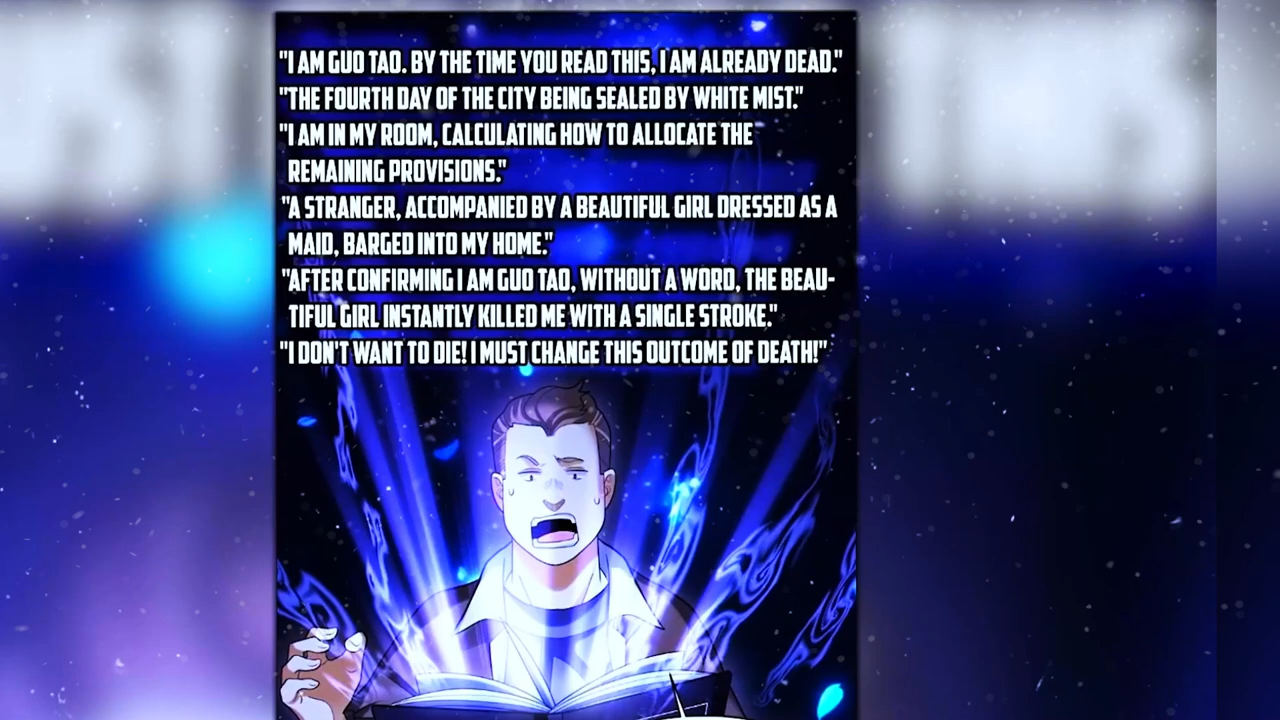 "I AM GUO TAO. BY THE TIME YOU READ THIS, I AM ALREADY DEAD."
"THE FOURTH DAY OF THE CITY BEING SEALED BY WHITE MIST."
"I AM IN MY ROOM, CALCULATING HOW TO ALLOCATE THE
REMAINING PROVISIONS."
"A STRANGER, ACCOMPANIED BY A BEAUTIFUL GIRL DRESSED AS A
MAID, BARGED INTO MY HOME."
"AFTER CONFIRMING I AM GUO TAO, WITHOUT A WORD, THE BEAU-
TIFUL GIRL INSTANTLY KILLED ME WITH A SINGLE STROKE."
"I DON'T WANT TO DIE! I MUST CHANGE THIS OUTCOME OF DEATH!"